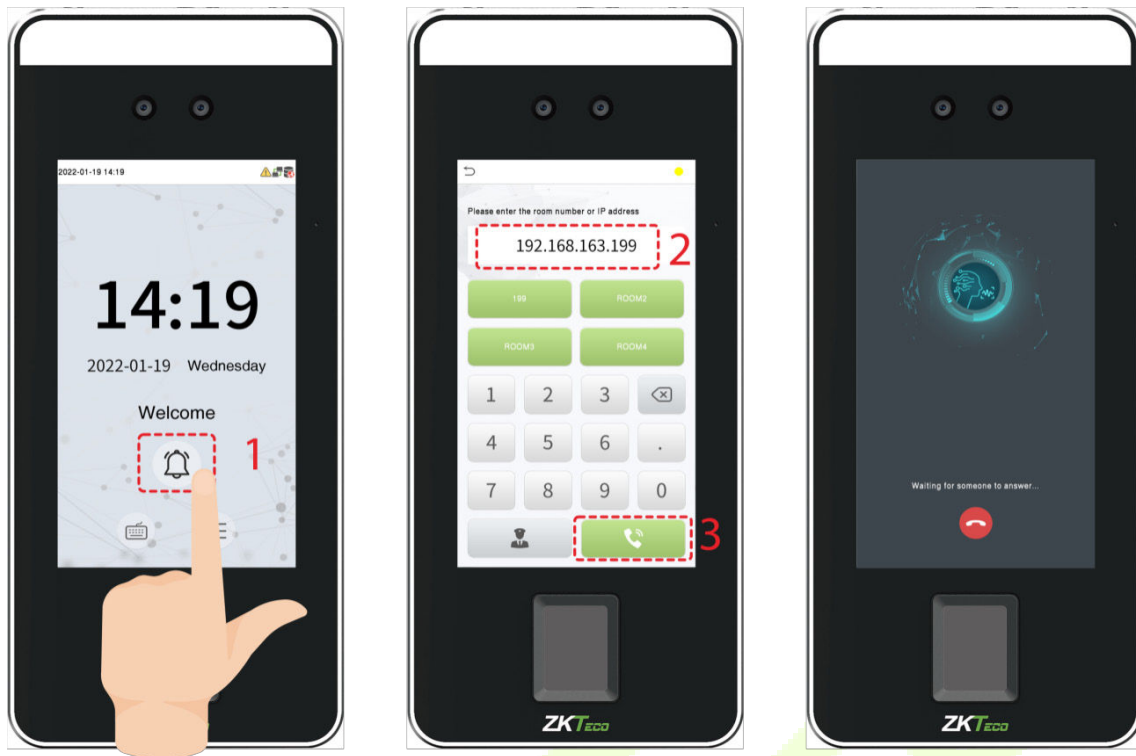 2022-01-19 14:19
14:19
2022-01-19 Wednesday
Welcome
1
Please enter the room number or IP address
192.168.163.199
2
199 ROOM2
ROOM3 ROOM4
1 2 3
4 5 6 .
7 8 9 0
3
ZKTeco
Waiting for someone to answer...
ZKTeco